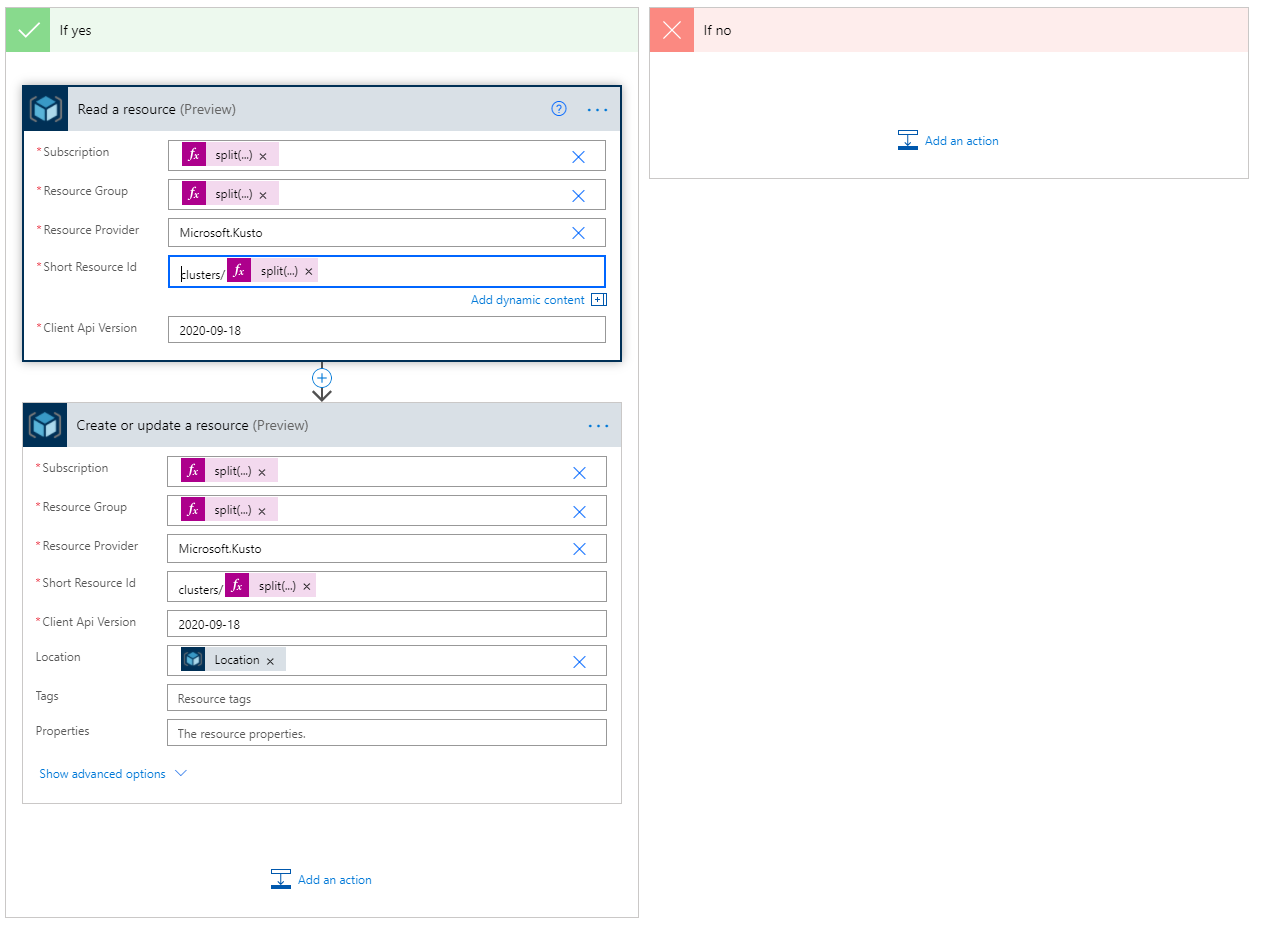 If yes
If no
Read a resource (Preview)
?
...
* Subscription
fx split(...) ×
* Resource Group
fx split(...) ×
* Resource Provider
Microsoft.Kusto
* Short Resource Id
clusters/ fx split(...) ×
Add dynamic content
* Client Api Version
2020-09-18
Add an action
Create or update a resource (Preview)
...
* Subscription
fx split(...) ×
* Resource Group
fx split(...) ×
* Resource Provider
Microsoft.Kusto
* Short Resource Id
clusters/ fx split(...) ×
* Client Api Version
2020-09-18
Location
Location ×
Tags
Resource tags
Properties
The resource properties.
Show advanced options
Add an action